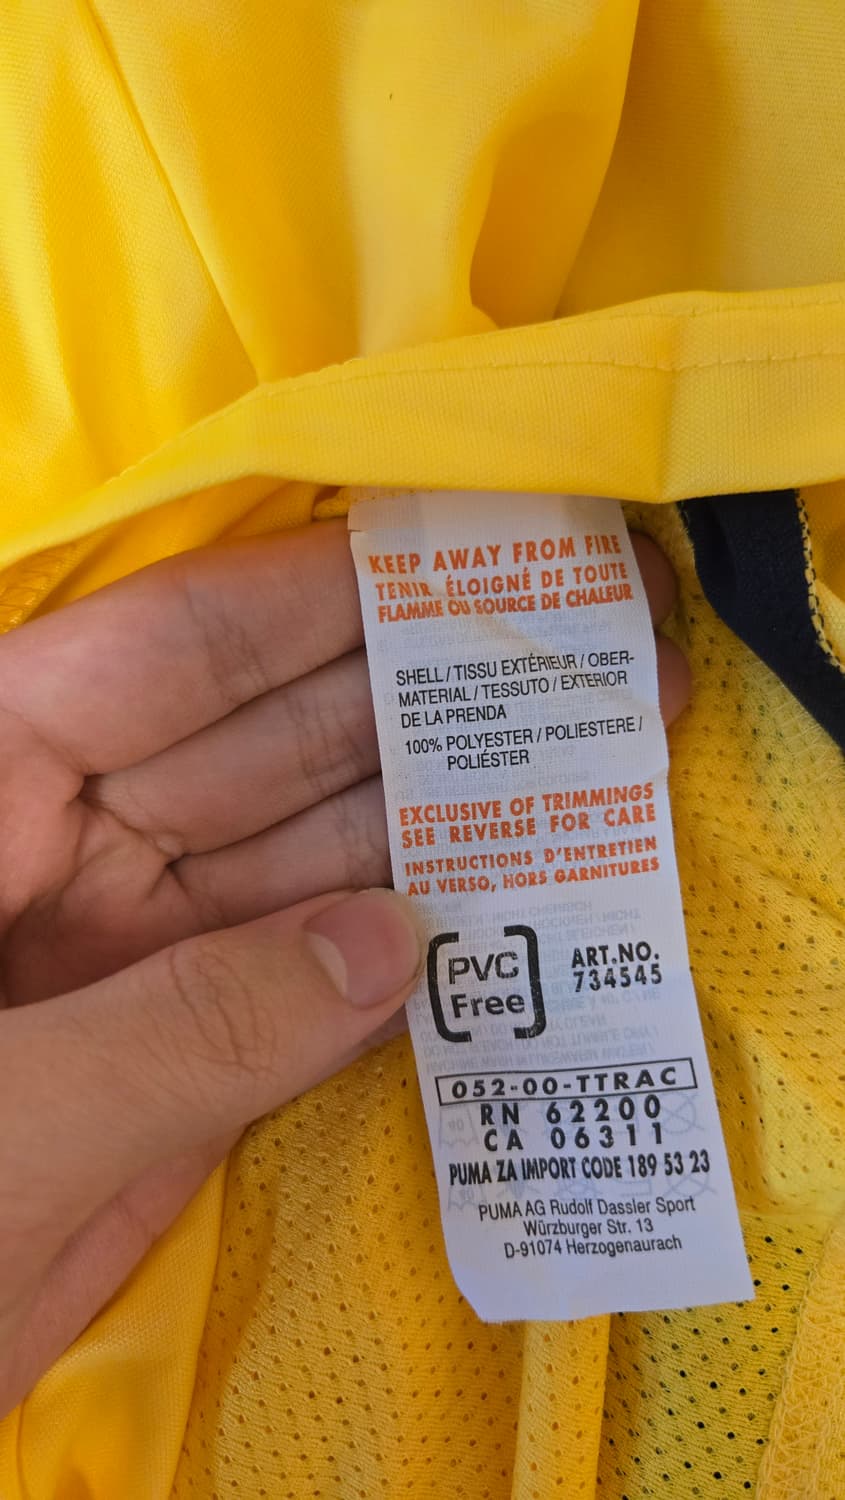 KEEP AWAY FROM FIRE
TENIR ÉLOIGNÉ DE TOUTE
FLAMME OU SOURCE DE CHALEUR
SHELL / TISSU EXTÉRIEUR / OBER-
MATERIAL / TESSUTO / EXTERIOR
DE LA PRENDA
100% POLYESTER / POLIESTERE /
POLIÉSTER
EXCLUSIVE OF TRIMMINGS
SEE REVERSE FOR CARE
INSTRUCTIONS D'ENTRETIEN
AU VERSO, HORS GARNITURES
PVC
Free
ART.NO.
734545
052-00-TTRAC
RN 62200
CA 06311
PUMA ZA IMPORT CODE 189 53 23
PUMA AG Rudolf Dassler Sport
Würzburger Str. 13
D-91074 Herzogenaurach